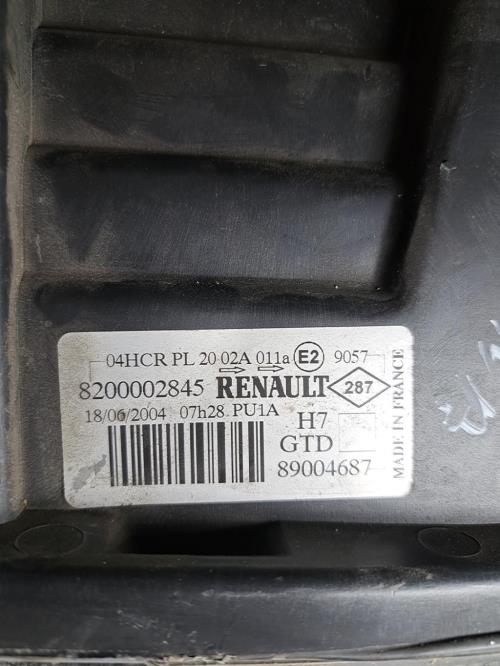 04HCR PL 20 02A 011a E2 9057
8200002845 RENAULT 287
18/06/2004 07h28 PU1A
H7
GTD
89004687
MADE IN FRANCE